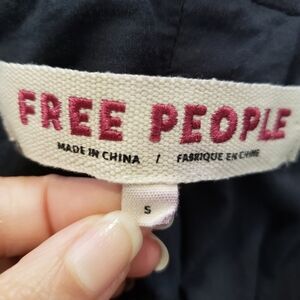 FREE PEOPLE
MADE IN CHINA / FABRIQUE EN CHINE
S